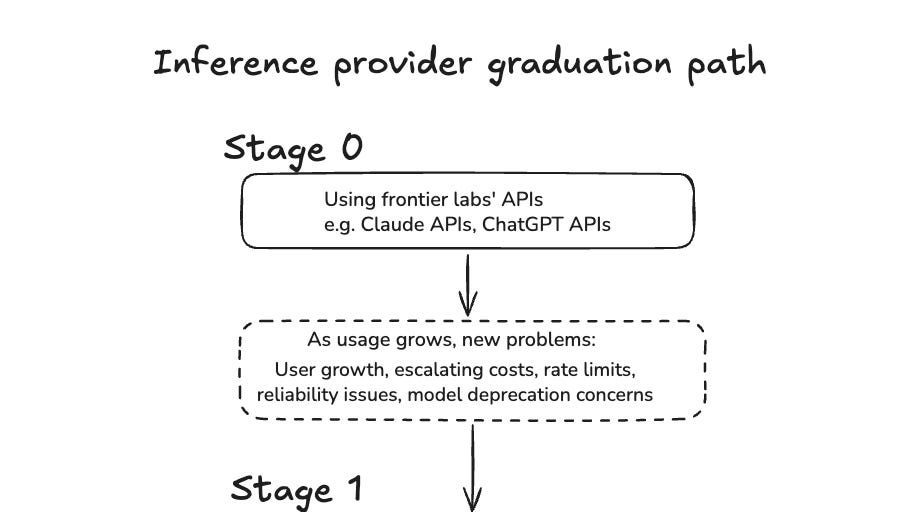 Inference provider graduation path
Stage 0
Using frontier labs' APIs
e.g. Claude APIs, ChatGPT APIs
As usage grows, new problems:
User growth, escalating costs, rate limits,
reliability issues, model deprecation concerns
Stage 1